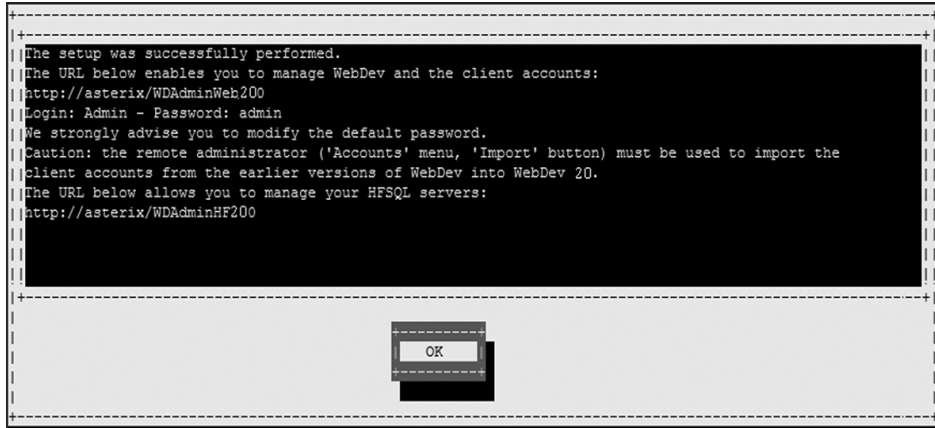 The setup was successfully performed.
The URL below enables you to manage WebDev and the client accounts:
http://asterix/WDAdminWeb200
Login: Admin - Password: admin
We strongly advise you to modify the default password.
Caution: the remote administrator ('Accounts' menu, 'Import' button) must be used to import the
client accounts from the earlier versions of WebDev into WebDev 20.
The URL below allows you to manage your HFSQL servers:
http://asterix/WDAdminHF200
OK